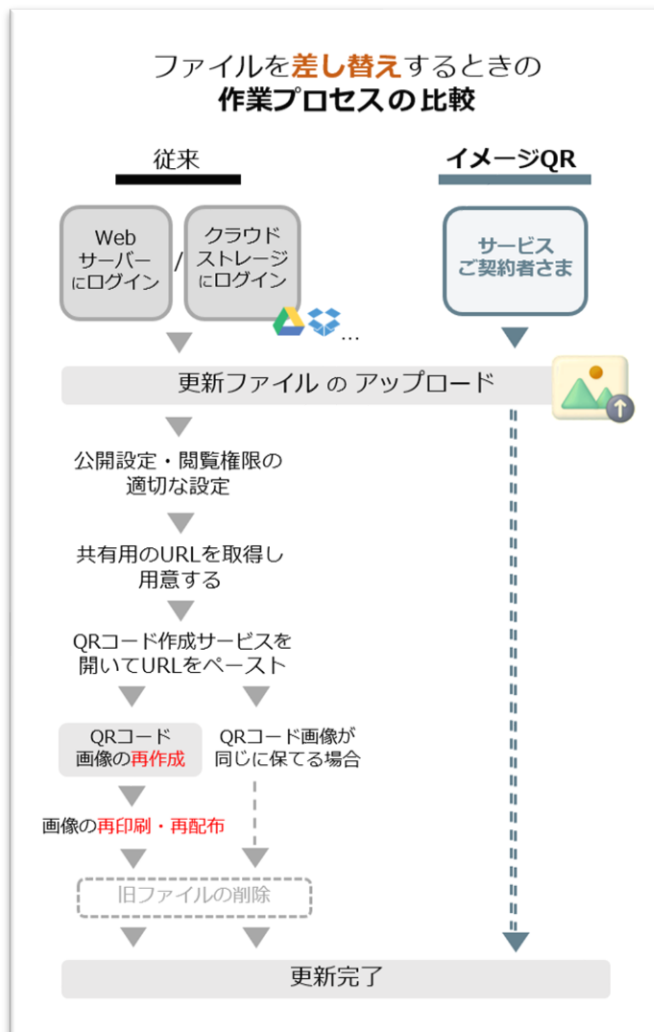 ファイルを差し替えするときの
作業プロセスの比較
従来
イメージQR
Web
サーバー
にログイン
/
クラウド
ストレージ
にログイン
...
サービス
ご契約者さま
更新ファイル の アップロード
公開設定・閲覧権限の
適切な設定
共有用のURLを取得し
用意する
QRコード作成サービスを
開いてURLをペースト
QRコード
画像の再作成
QRコード画像が
同じに保てる場合
画像の再印刷・再配布
旧ファイルの削除
更新完了